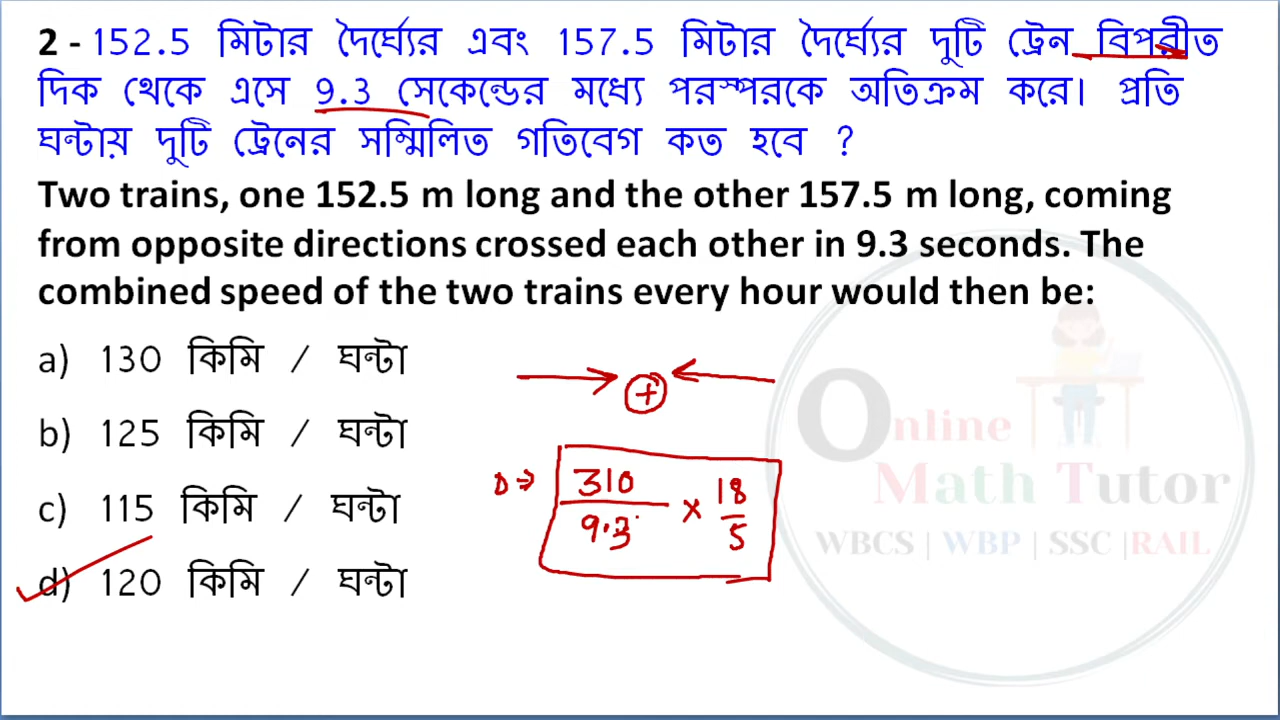 2 - 152.5 মিটার দৈর্ঘ্যের এবং 157.5 মিটার দৈর্ঘ্যের দুটি ট্রেন বিপরীত
দিক থেকে এসে 9.3 সেকেন্ডের মধ্যে পরস্পরকে অতিক্রম করে। প্রতি
ঘন্টায় দুটি ট্রেনের সম্মিলিত গতিবেগ কত হবে ?
Two trains, one 152.5 m long and the other 157.5 m long, coming
from opposite directions crossed each other in 9.3 seconds. The
combined speed of the two trains every hour would then be:
a) 130 কিমি / ঘন্টা
b) 125 কিমি / ঘন্টা
c) 115 কিমি / ঘন্টা
d) 120 কিমি / ঘন্টা
+
D ⇒ 310/9.3 × 18/5
Online
Math Tutor
WBCS | WBP | SSC |RAIL